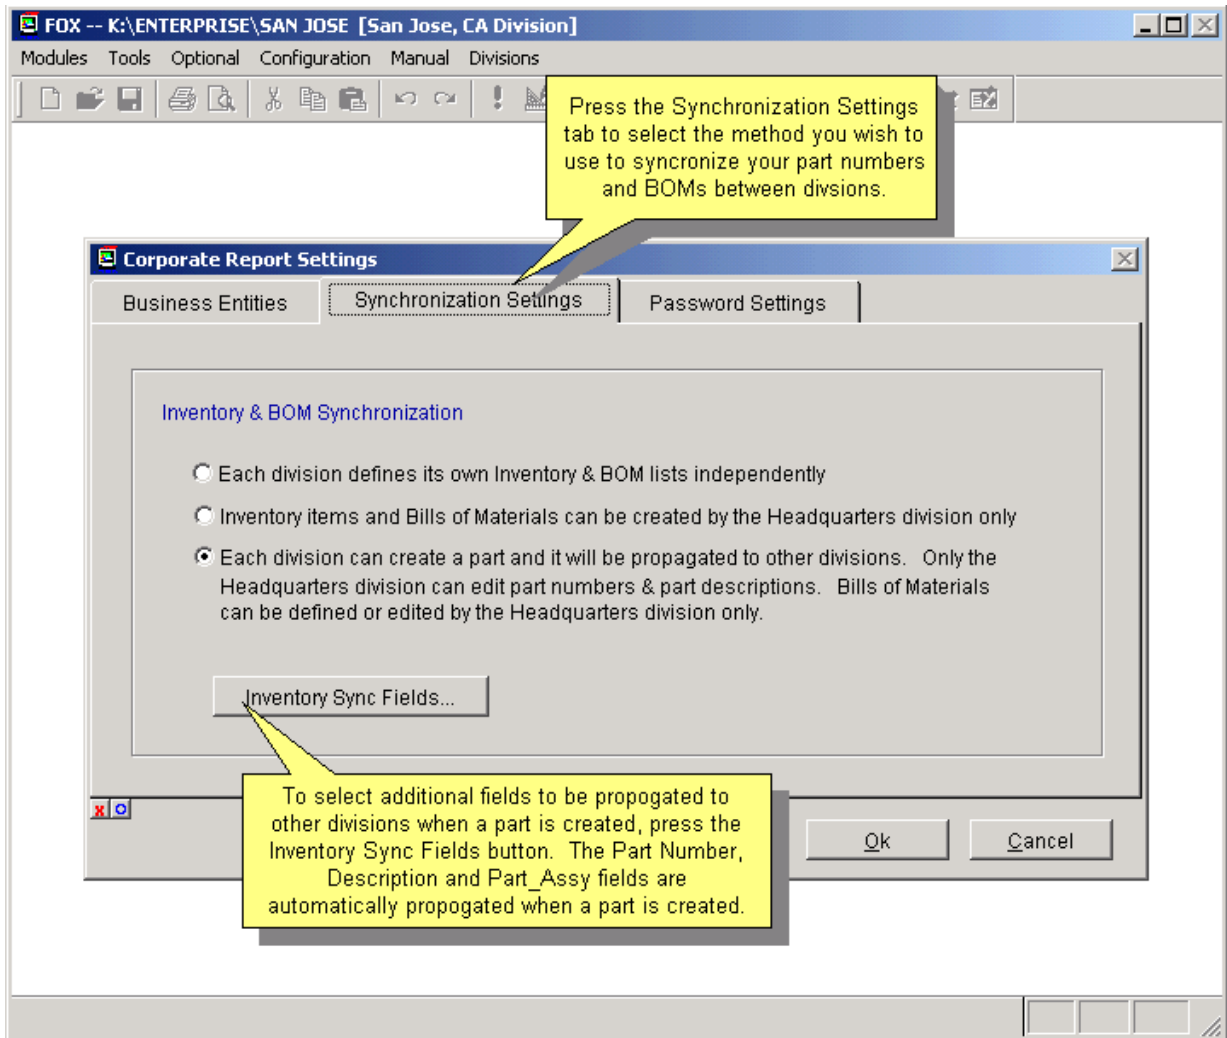 FOX -- K:\ENTERPRISE\SAN JOSE [San Jose, CA Division]
Modules Tools Optional Configuration Manual Divisions
Press the Synchronization Settings
tab to select the method you wish to
use to syncronize your part numbers
and BOMs between divsions.
Corporate Report Settings
Business Entities Synchronization Settings Password Settings
Inventory & BOM Synchronization
Each division defines its own Inventory & BOM lists independently
Inventory items and Bills of Materials can be created by the Headquarters division only
Each division can create a part and it will be propagated to other divisions. Only the
Headquarters division can edit part numbers & part descriptions. Bills of Materials
can be defined or edited by the Headquarters division only.
Inventory Sync Fields...
To select additional fields to be propogated to
other divisions when a part is created, press the
Inventory Sync Fields button. The Part Number,
Description and Part_Assy fields are
automatically propogated when a part is created.
Ok Cancel